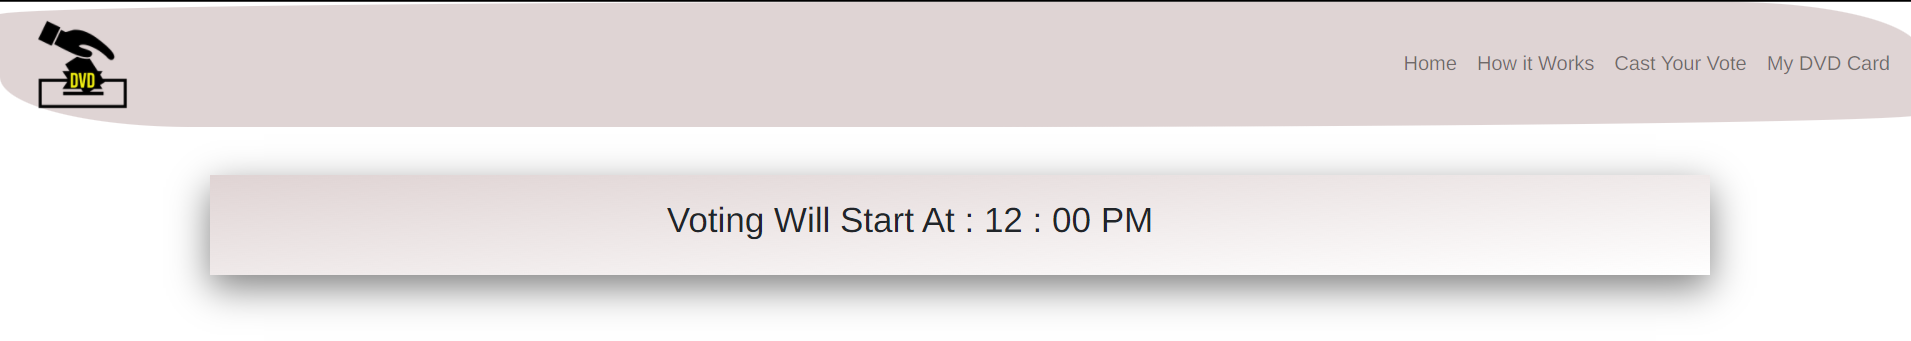 DVD
Home How it Works Cast Your Vote My DVD Card
Voting Will Start At : 12 : 00 PM